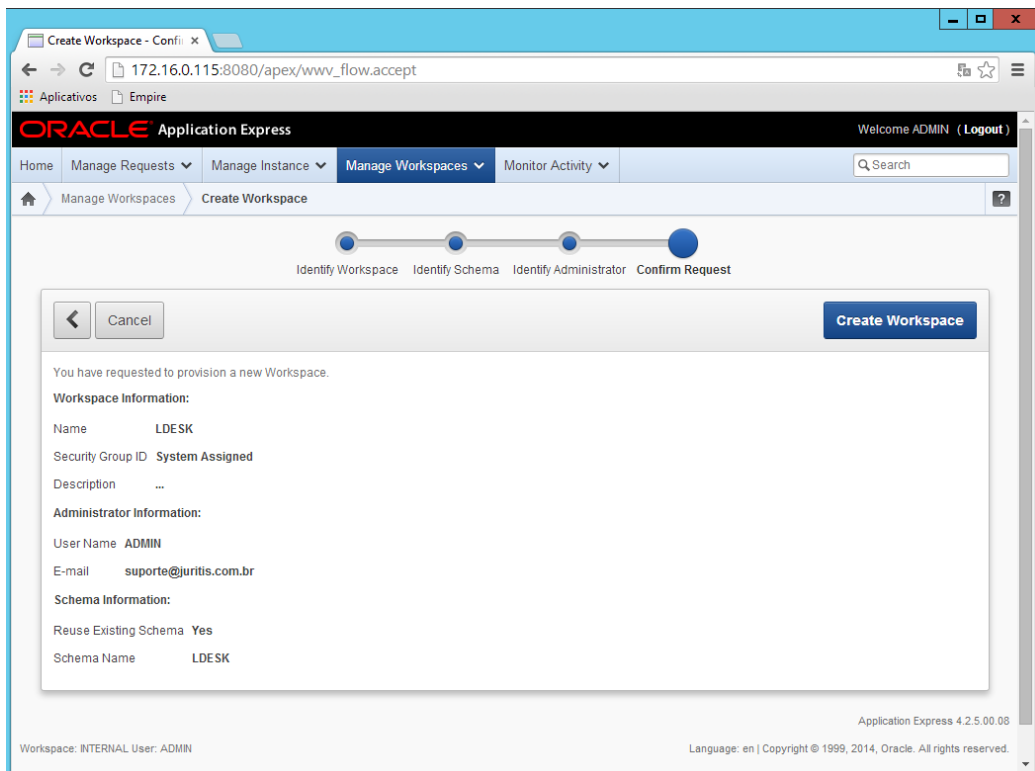 Create Workspace - Confi
172.16.0.115:8080/apex/wwv_flow.accept
Aplicativos Empire
ORACLE Application Express Welcome ADMIN ( Logout )
Home Manage Requests Manage Instance Manage Workspaces Monitor Activity Search
Manage Workspaces Create Workspace ?
Identify Workspace Identify Schema Identify Administrator Confirm Request
Cancel Create Workspace
You have requested to provision a new Workspace.
Workspace Information:
Name LDESK
Security Group ID System Assigned
Description ...
Administrator Information:
User Name ADMIN
E-mail suporte@juritis.com.br
Schema Information:
Reuse Existing Schema Yes
Schema Name LDESK
Application Express 4.2.5.00.08
Workspace: INTERNAL User: ADMIN Language: en | Copyright © 1999, 2014, Oracle. All rights reserved.